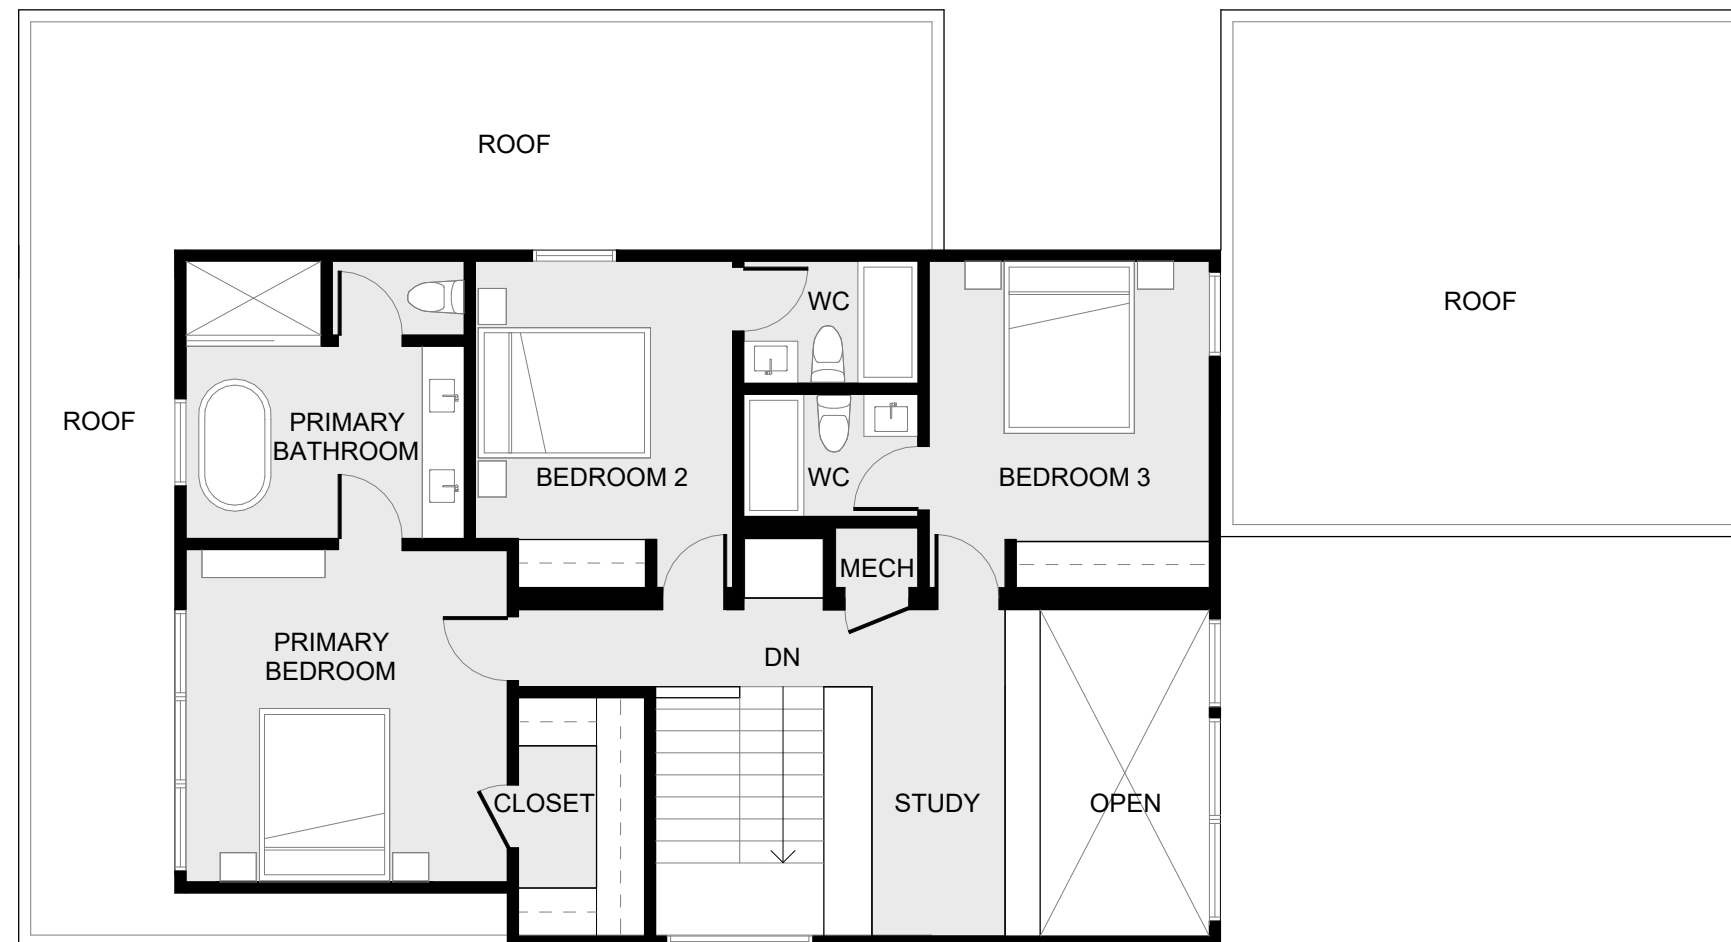 ROOF
ROOF
WC
ROOF
PRIMARY
BATHROOM
BEDROOM 2
WC
BEDROOM 3
MECH
PRIMARY
BEDROOM
DN
CLOSET
STUDY
OPEN